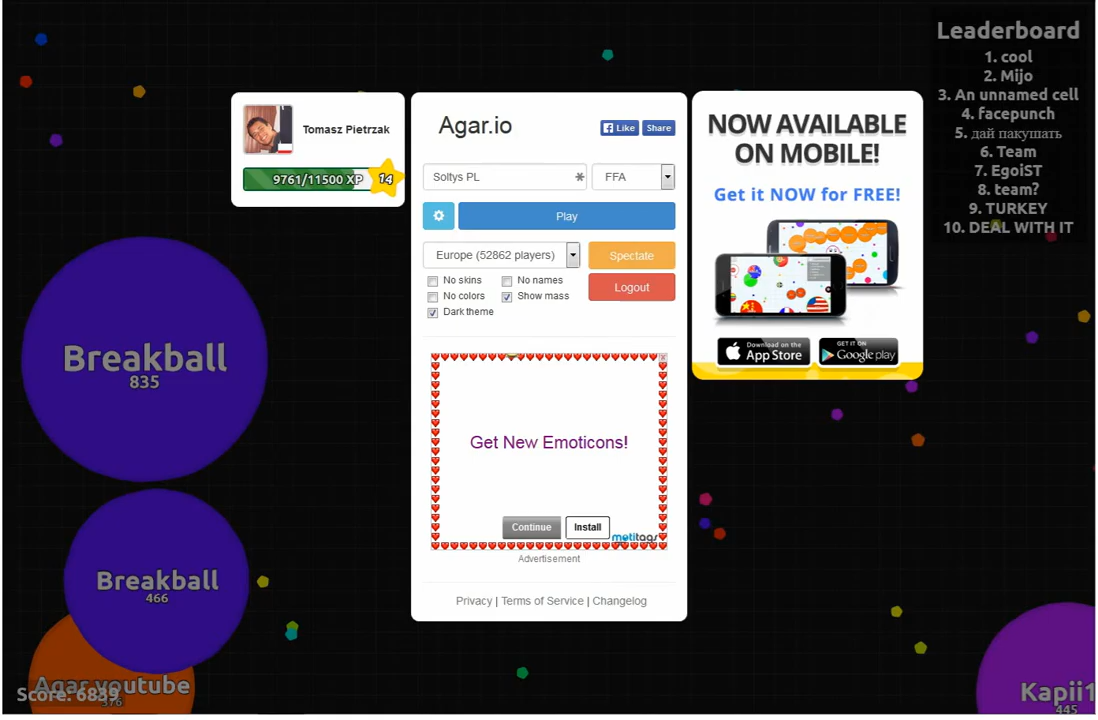 Leaderboard
1. cool
2. Mijo
3. An unnamed cell
4. facepunch
5. дай пакушать
6. Team
7. EgoiST
8. team?
9. TURKEY
10. DEAL WITH IT
Tomasz Pietrzak
9761/11500 XP
14
Agar.io
Like
Share
Soltys PL
FFA
Play
Europe (52862 players)
Spectate
No skins
No names
No colors
Show mass
Dark theme
Logout
Get New Emoticons!
Continue
Install
motitags
Advertisement
Privacy | Terms of Service | Changelog
NOW AVAILABLE
ON MOBILE!
Get it NOW for FREE!
Download on the
App Store
GET IT ON
Google play
Breakball
835
Breakball
466
Agar youtube
376
Score: 6839
Kapii1
445